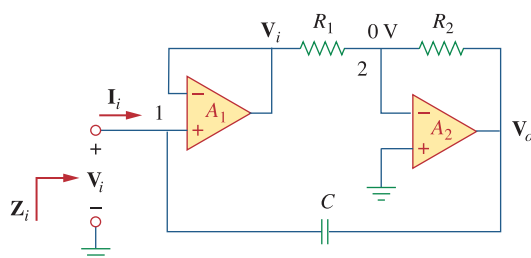 V_i R_1 0 V R_2
2
I_i 1 − A_1 + − A_2 + V_o
+
V_i
Z_i −
C